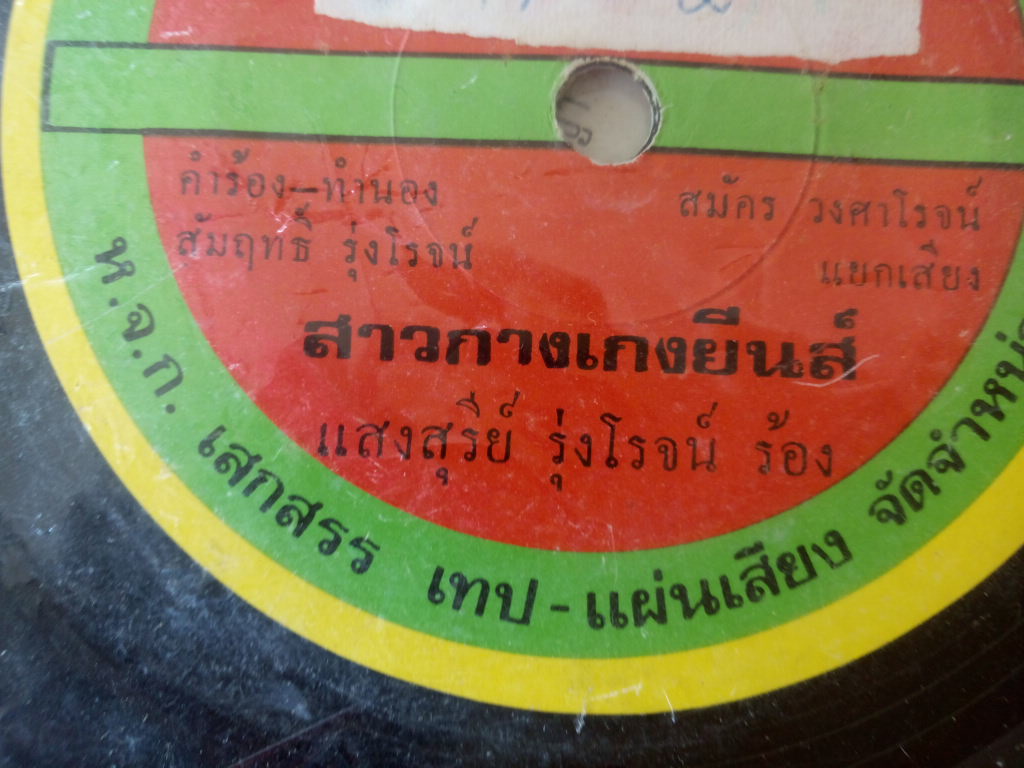 คำร้อง-ทำนอง
สัมฤทธิ์ รุ่งโรจน์
สมัคร วงศาโรจน์
แยกเสียง
สาวกางเกงยีนส์
แสงสุรีย์ รุ่งโรจน์ ร้อง
ห.จ.ก. เสกสรร เทป-แผ่นเสียง จัดจำหน่